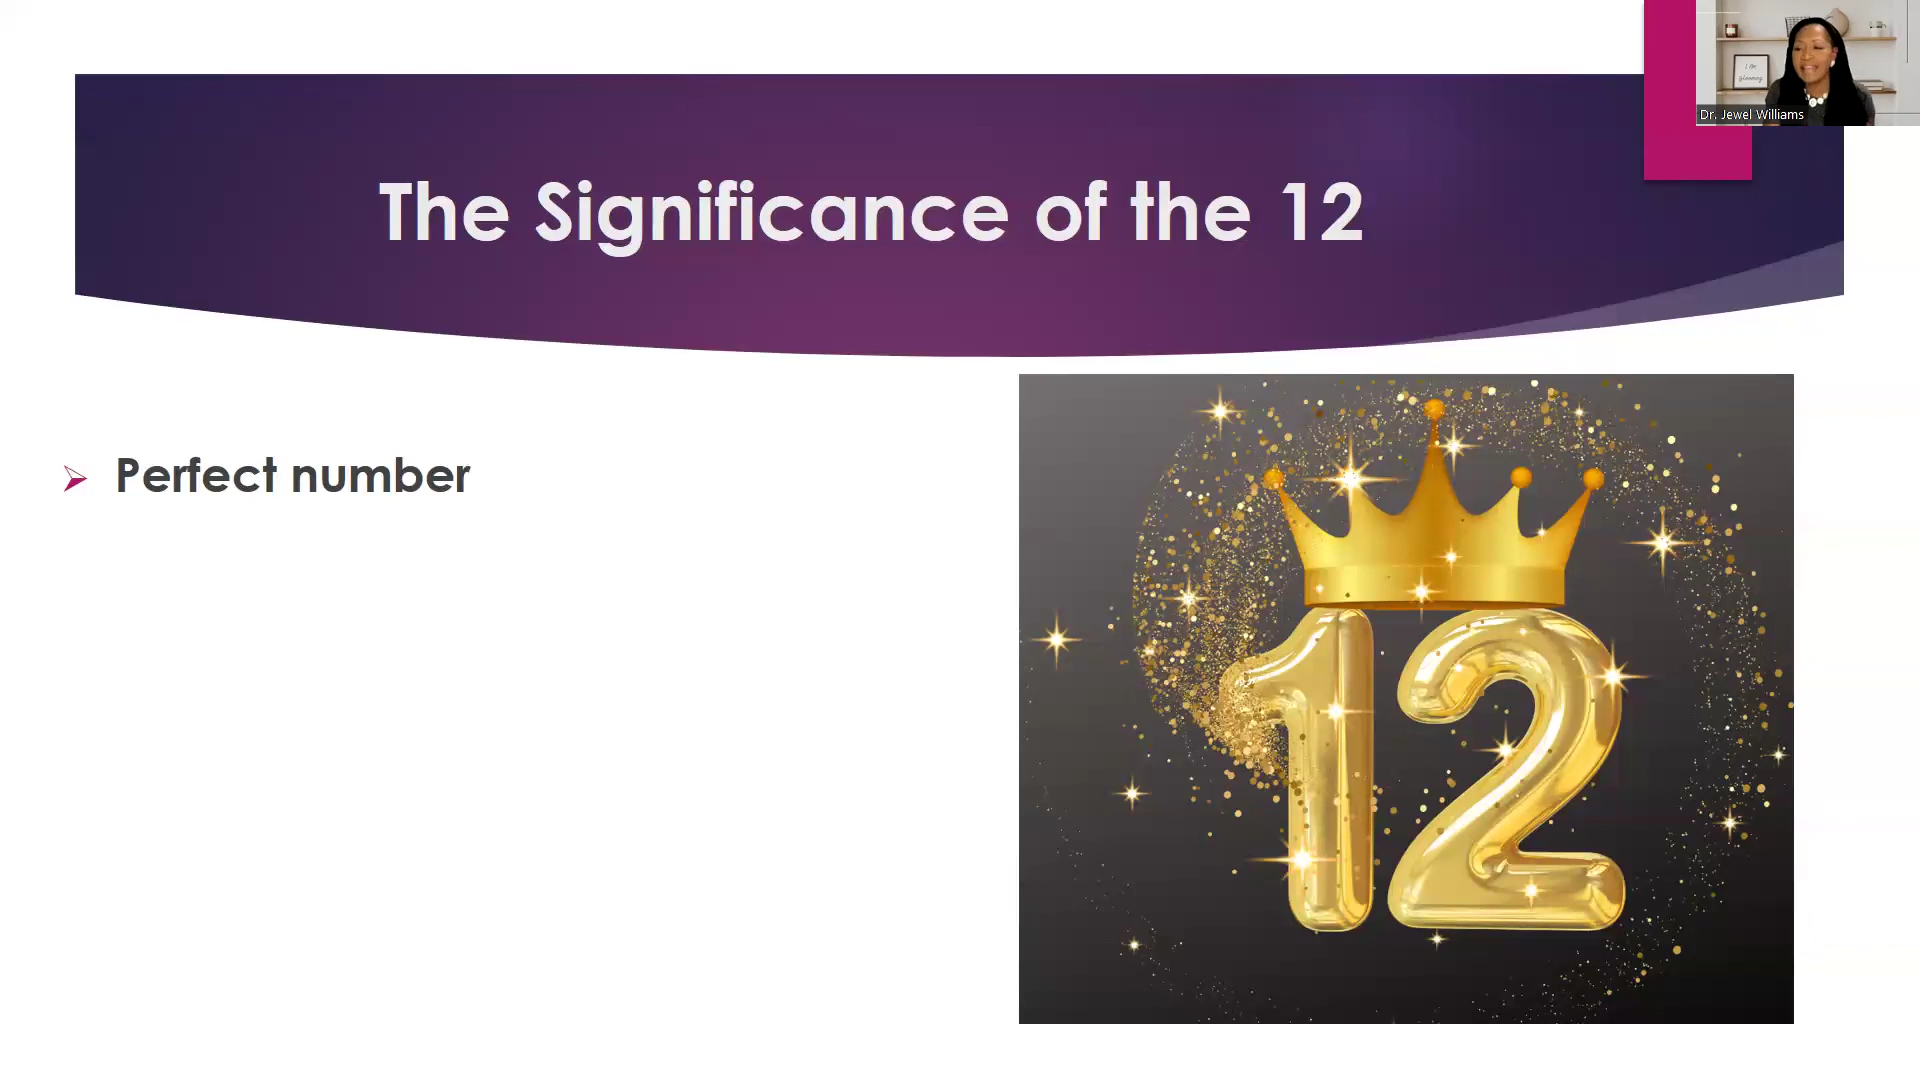 Dr. Jewel Williams
The Significance of the 12
Perfect number
12